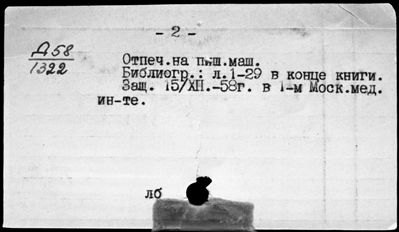 - 2 -
Д58
1322
Отпеч.на пиш.маш.
Библиогр.: л.1-29 в конце книги.
Защ. 15/ХП.-58г. в 1-м Моск.мед.
ин-те.
лб